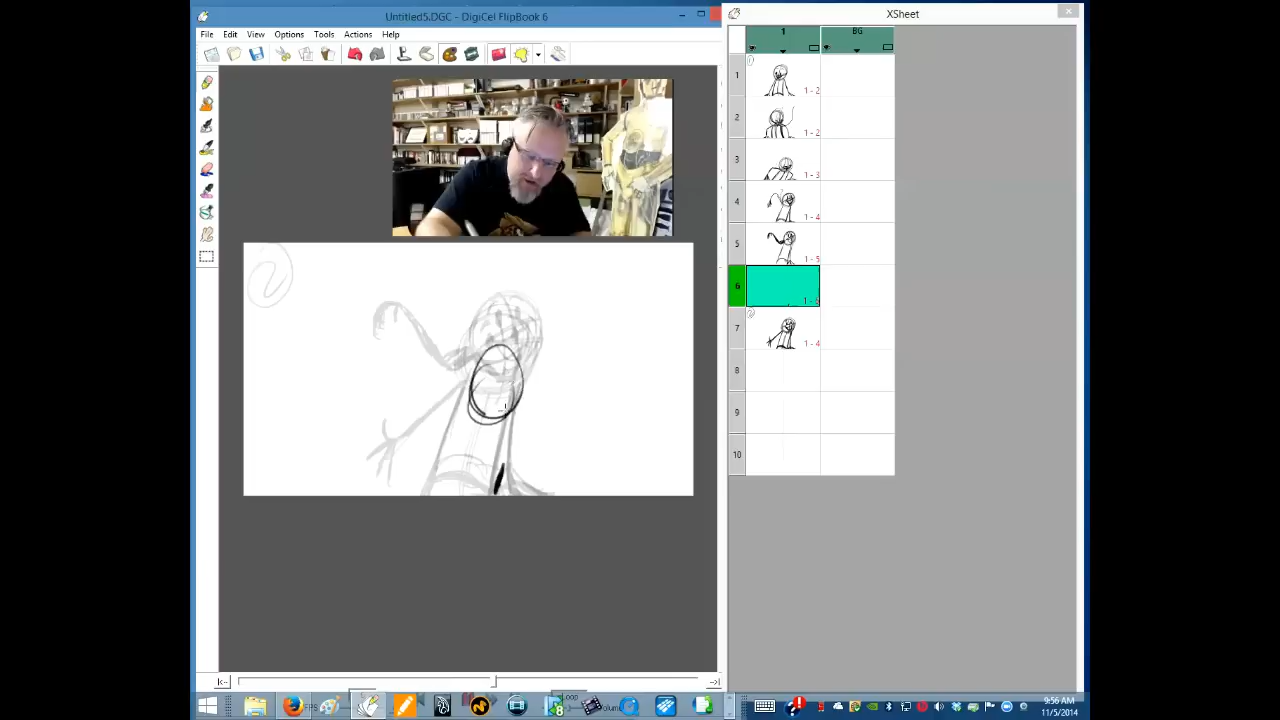 Untitled5.DGC - DigiCel FlipBook 6
XSheet
File Edit View Options Tools Actions Help
1 BG
1 1 - 2
2 1 - 2
3 1 - 3
4 1 - 4
5 1 - 5
6
7 1 - 4
8
9
10
FPS
Loop
9:56 AM
11/5/2014